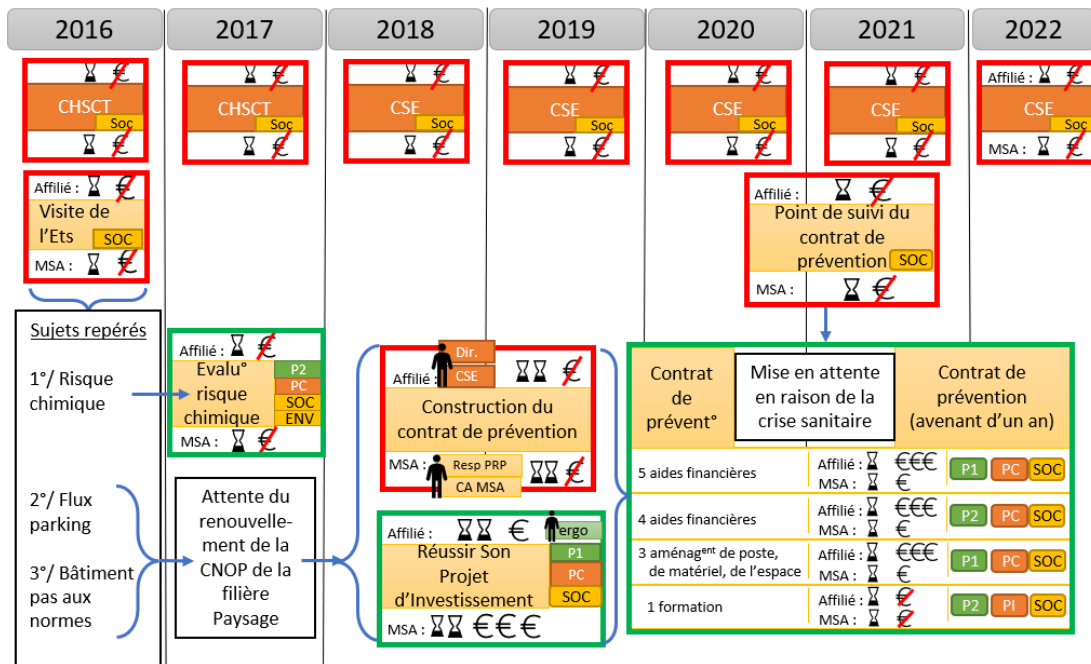 2016
2017
2018
2019
2020
2021
2022
€
CHSCT
Soc
€
€
CHSCT
Soc
€
€
CSE
Soc
€
€
CSE
Soc
€
€
CSE
Soc
€
€
CSE
Soc
€
Affilié : €
CSE
Soc
MSA : €
Affilié : €
Visite de
l'Ets
SOC
MSA : €
Affilié : €
Point de suivi du
contrat de
prévention
SOC
MSA : €
Sujets repérés
1°/ Risque
chimique
2°/ Flux
parking
3°/ Bâtiment
pas aux
normes
Affilié : €
Evalu°
risque
chimique
P2
PC
SOC
ENV
MSA : €
Attente du
renouvelle-
ment de la
CNOP de la
filière
Paysage
Dir.
Affilié : CSE €
Construction du
contrat de prévention
MSA : Resp PRP
CA MSA
€
Affilié : € ergo
Réussir Son
Projet
d'Investissement
P1
PC
SOC
MSA : €€€
Contrat
de
prévent°
Mise en attente
en raison de la
crise sanitaire
Contrat de
prévention
(avenant d'un an)
5 aides financières
Affilié : €€€
MSA : €
P1 PC SOC
4 aides financières
Affilié : €€€
MSA : €
P2 PC SOC
3 aménagᵉⁿᵗ de poste,
de matériel, de l'espace
Affilié : €€€
MSA : €
P1 PC SOC
1 formation
Affilié : €
MSA : €
P2 PI SOC